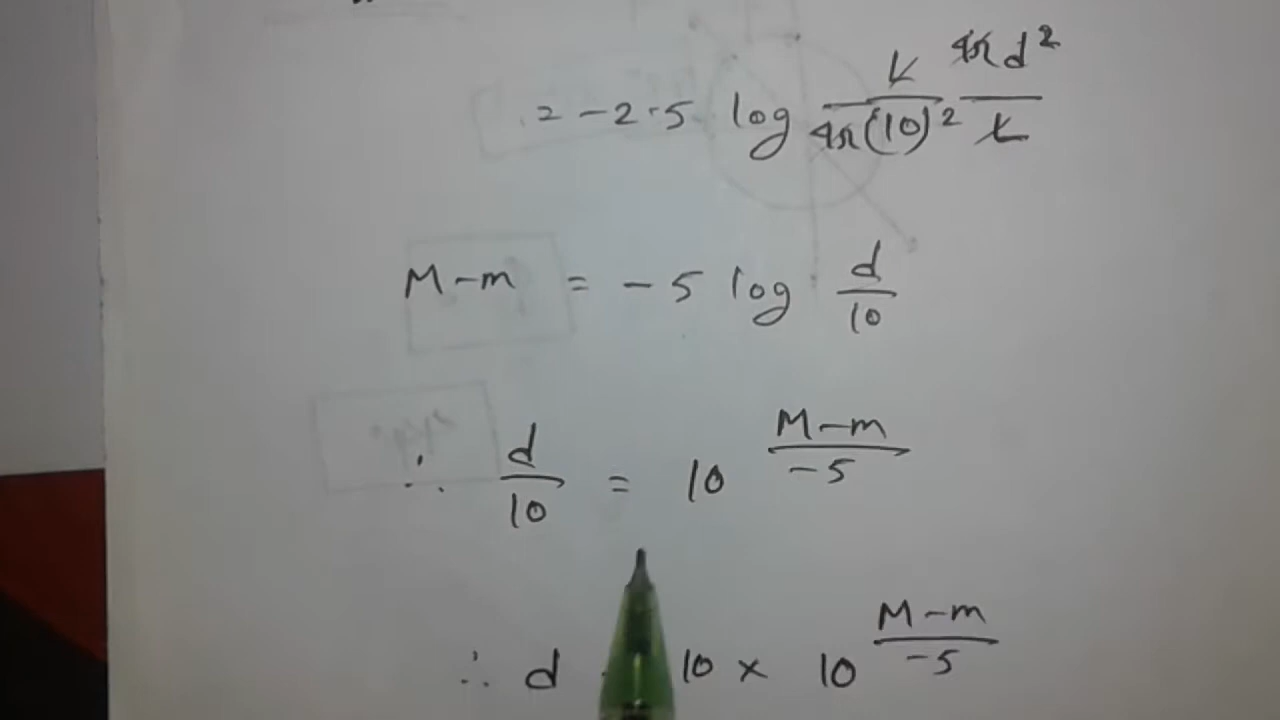 = -2.5 log K/4π(10)² 4πd²/K
M-m = -5 log d/10
∴ d/10 = 10^(M-m)/-5
∴ d 10 × 10^(M-m)/-5